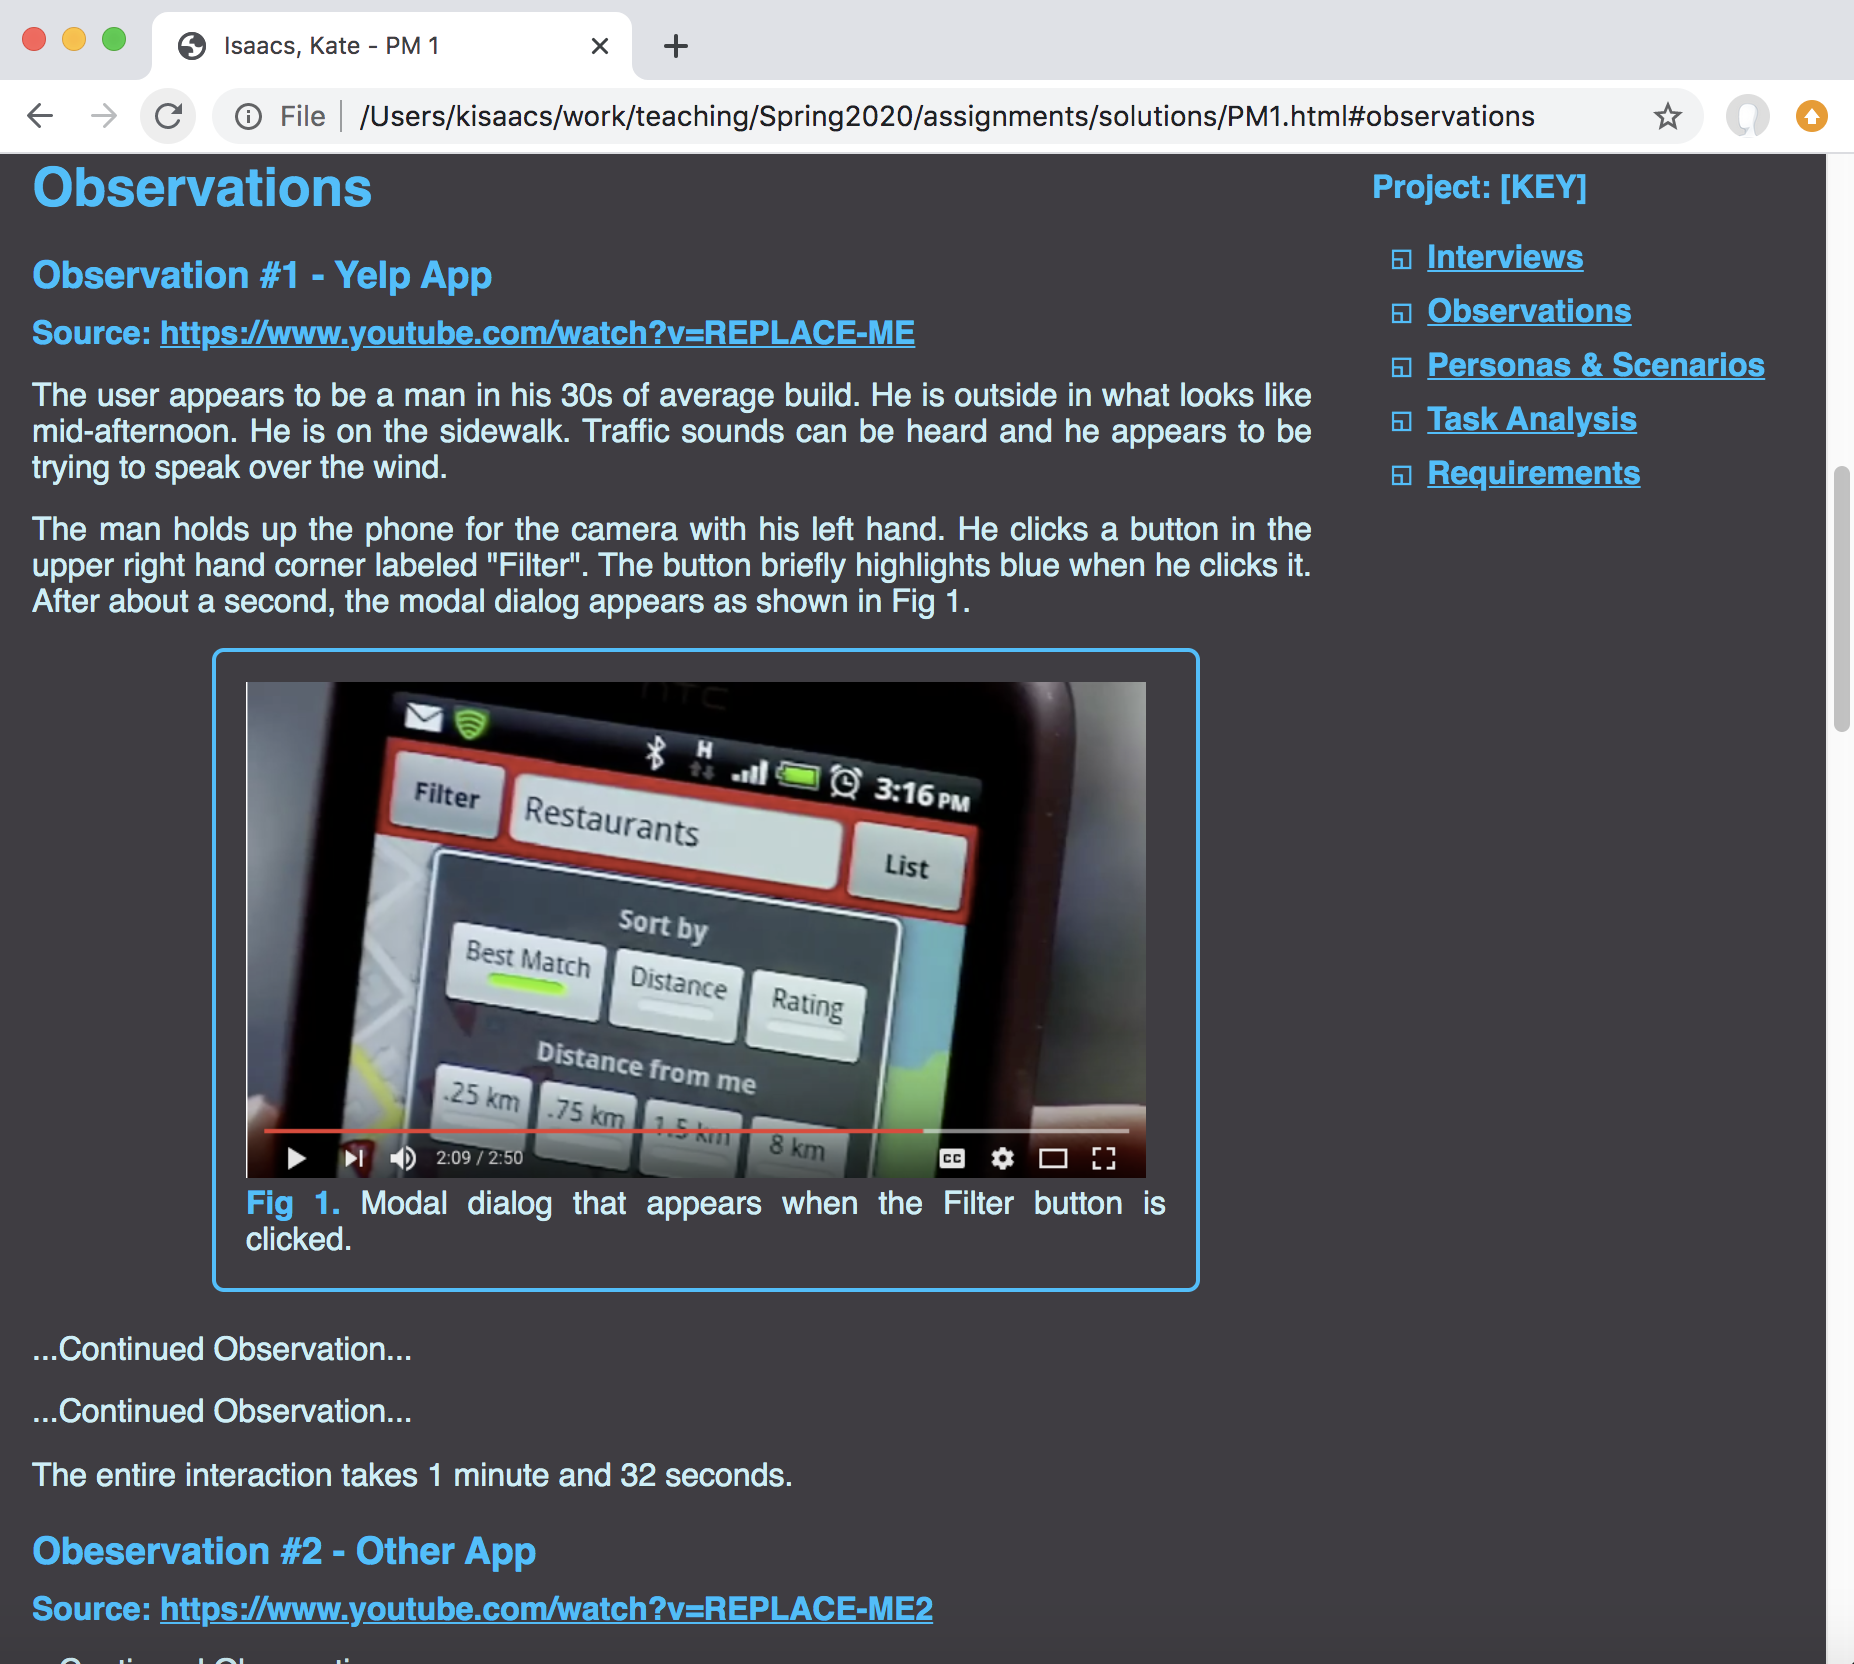 Isaacs, Kate - PM 1
File
/Users/kisaacs/work/teaching/Spring2020/assignments/solutions/PM1.html#observations
Observations
Observation #1 - Yelp App
Source: https://www.youtube.com/watch?v=REPLACE-ME
The user appears to be a man in his 30s of average build. He is outside in what looks like
mid-afternoon. He is on the sidewalk. Traffic sounds can be heard and he appears to be
trying to speak over the wind.
The man holds up the phone for the camera with his left hand. He clicks a button in the
upper right hand corner labeled "Filter". The button briefly highlights blue when he clicks it.
After about a second, the modal dialog appears as shown in Fig 1.
hTC
H
3:16 PM
Filter
Restaurants
List
Sort by
Best Match
Distance
Rating
Distance from me
.25 km
.75 km
1.5 km
8 km
2:09 / 2:50
CC
Fig 1. Modal dialog that appears when the Filter button is
clicked.
...Continued Observation...
...Continued Observation...
The entire interaction takes 1 minute and 32 seconds.
Obeservation #2 - Other App
Source: https://www.youtube.com/watch?v=REPLACE-ME2
Project: [KEY]
Interviews
Observations
Personas & Scenarios
Task Analysis
Requirements